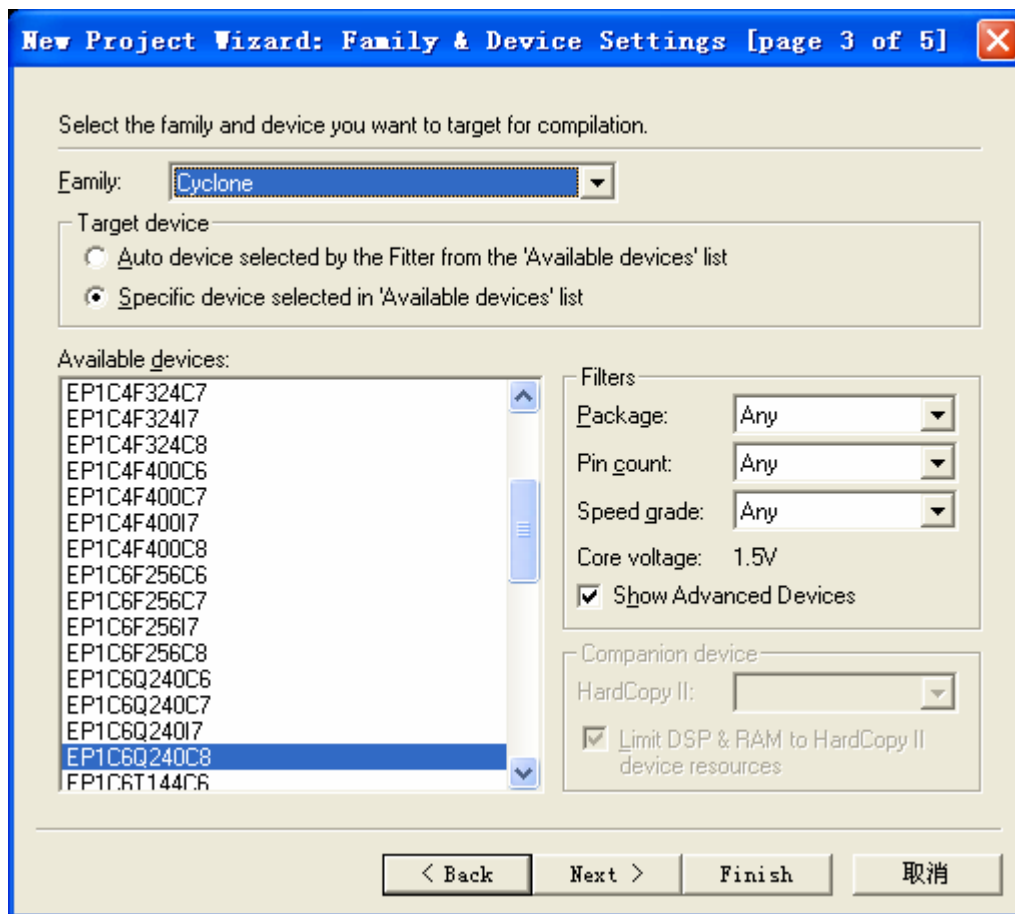 New Project Wizard: Family & Device Settings [page 3 of 5]
Select the family and device you want to target for compilation.
Family: Cyclone
Target device
Auto device selected by the Fitter from the 'Available devices' list
Specific device selected in 'Available devices' list
Available devices:
EP1C4F324C7
EP1C4F324I7
EP1C4F324C8
EP1C4F400C6
EP1C4F400C7
EP1C4F400I7
EP1C4F400C8
EP1C6F256C6
EP1C6F256C7
EP1C6F256I7
EP1C6F256C8
EP1C6Q240C6
EP1C6Q240C7
EP1C6Q240I7
EP1C6Q240C8
EP1C6T144C6
Filters
Package: Any
Pin count: Any
Speed grade: Any
Core voltage: 1.5V
Show Advanced Devices
Companion device
HardCopy II:
Limit DSP & RAM to HardCopy II
device resources
< Back
Next >
Finish
取消